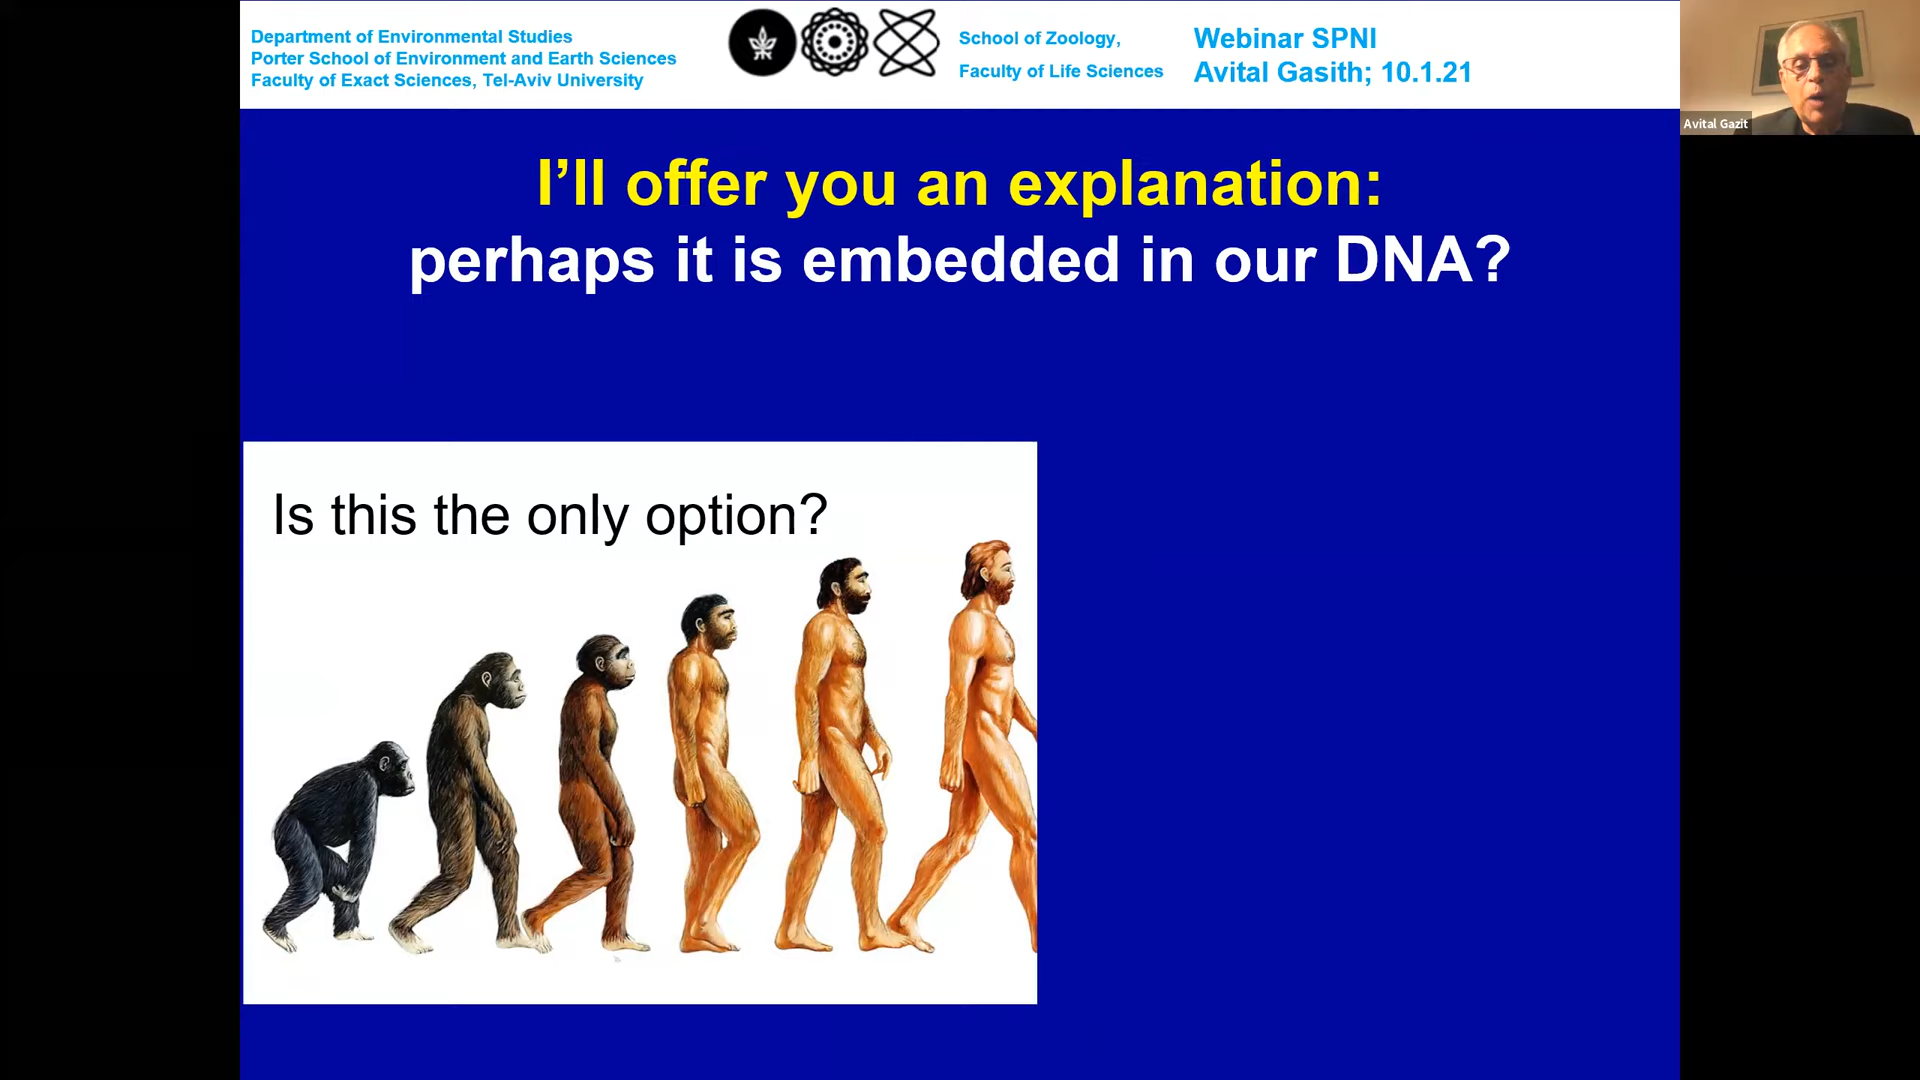 Department of Environmental Studies
Porter School of Environment and Earth Sciences
Faculty of Exact Sciences, Tel-Aviv University
School of Zoology,
Faculty of Life Sciences
Webinar SPNI
Avital Gasith; 10.1.21
Avital Gazit
I’ll offer you an explanation:
perhaps it is embedded in our DNA?
Is this the only option?